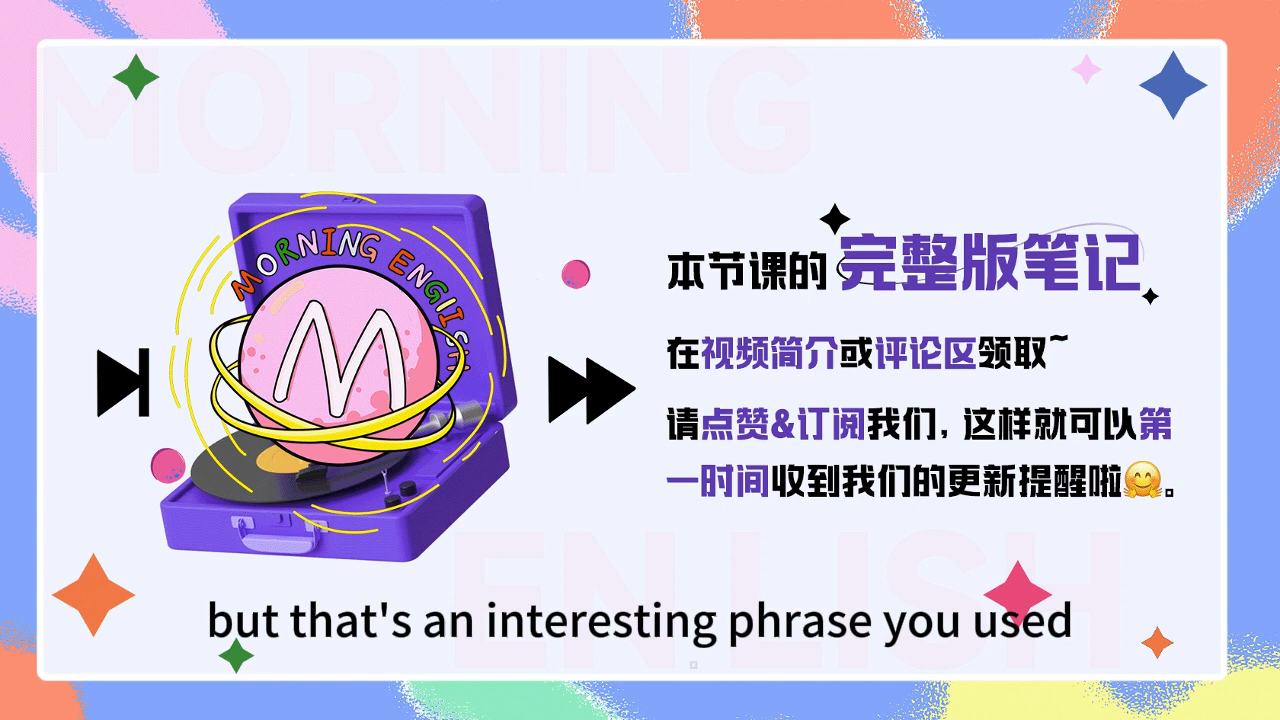 MORNING
MORNING ENGlISH
M
本节课的 完整版笔记
在视频简介或评论区领取~
请点赞&订阅我们, 这样就可以第
一时间收到我们的更新提醒啦🤗。
EN LISH
but that's an interesting phrase you used